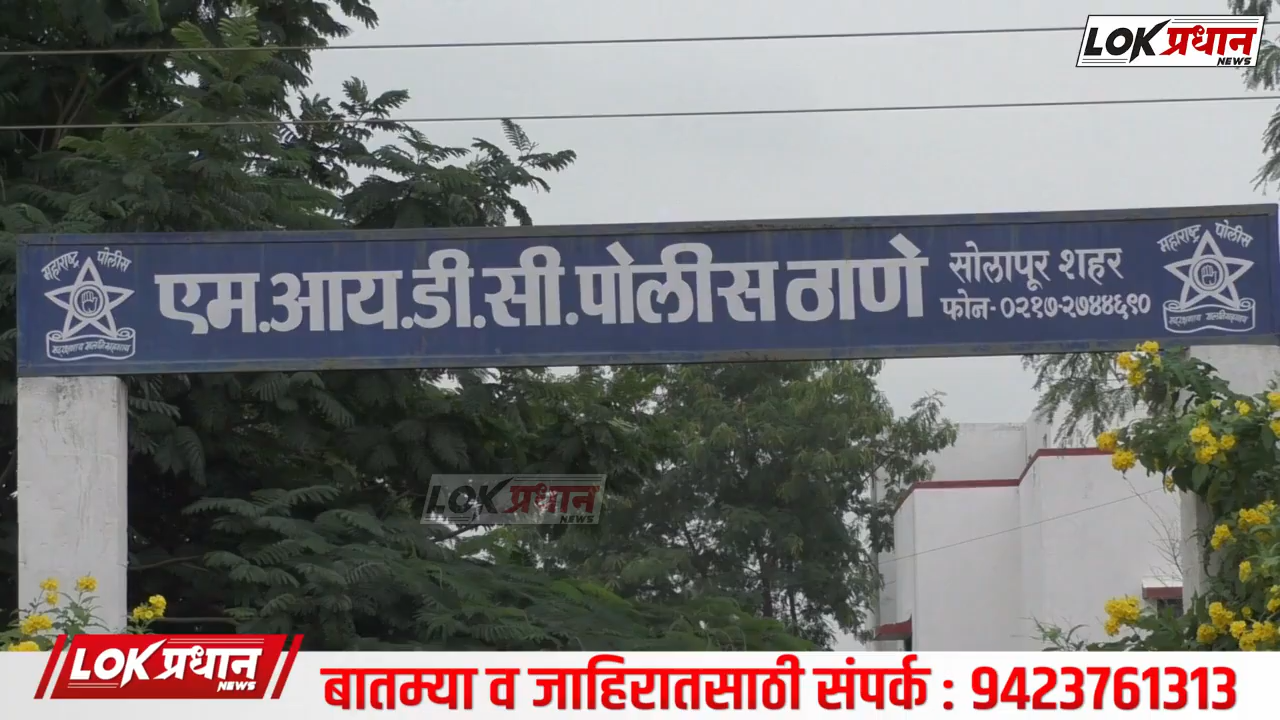 LOK प्रधान
NEWS
महाराष्ट्र पोलीस
एम.आय.डी.सी.पोलीस ठाणे
सोलापूर शहर
फोन- ०२१७-२७४४६९०
महाराष्ट्र पोलीस
LOK प्रधान
NEWS
LOK प्रधान
NEWS
बातम्या व जाहिरातसाठी संपर्क : 9423761313